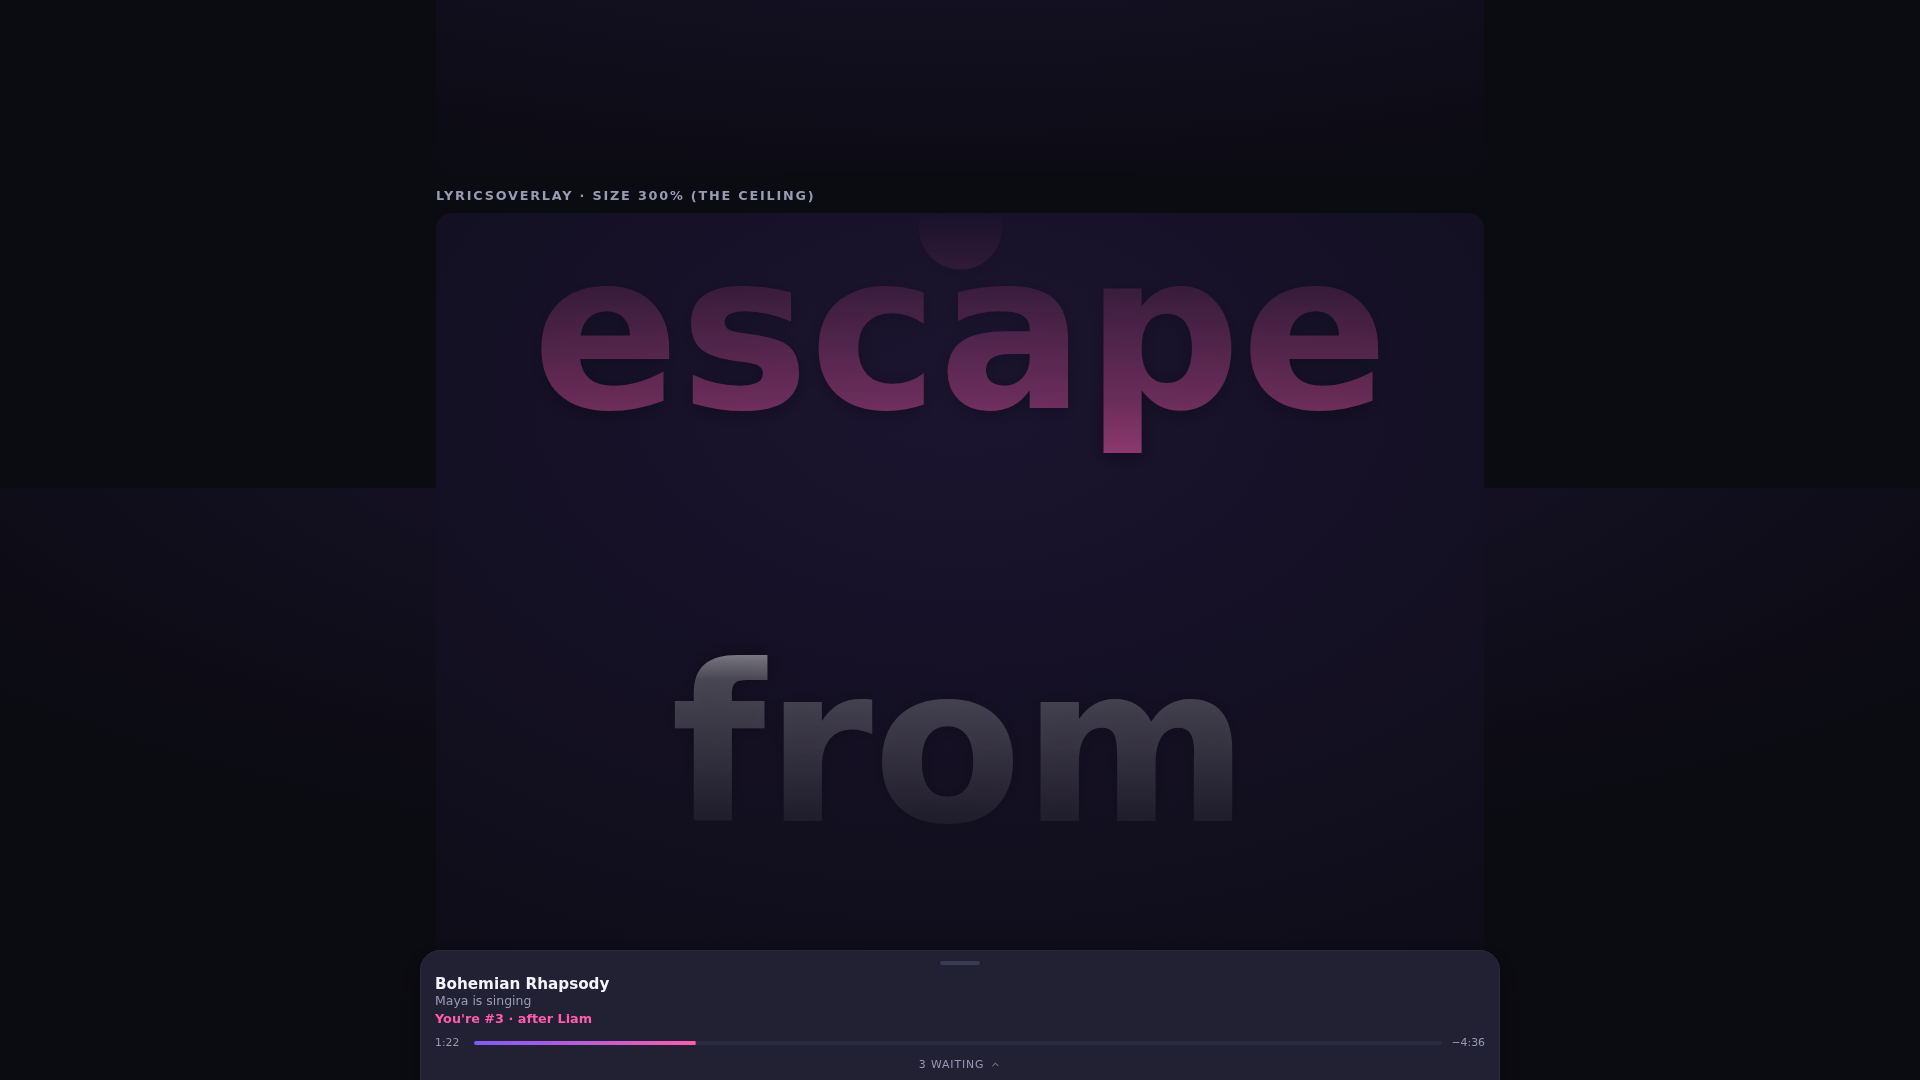 LYRICSOVERLAY · SIZE 300% (THE CEILING)
escape
from
Bohemian Rhapsody
Maya is singing
You're #3 · after Liam
1:22 −4:36
3 WAITING